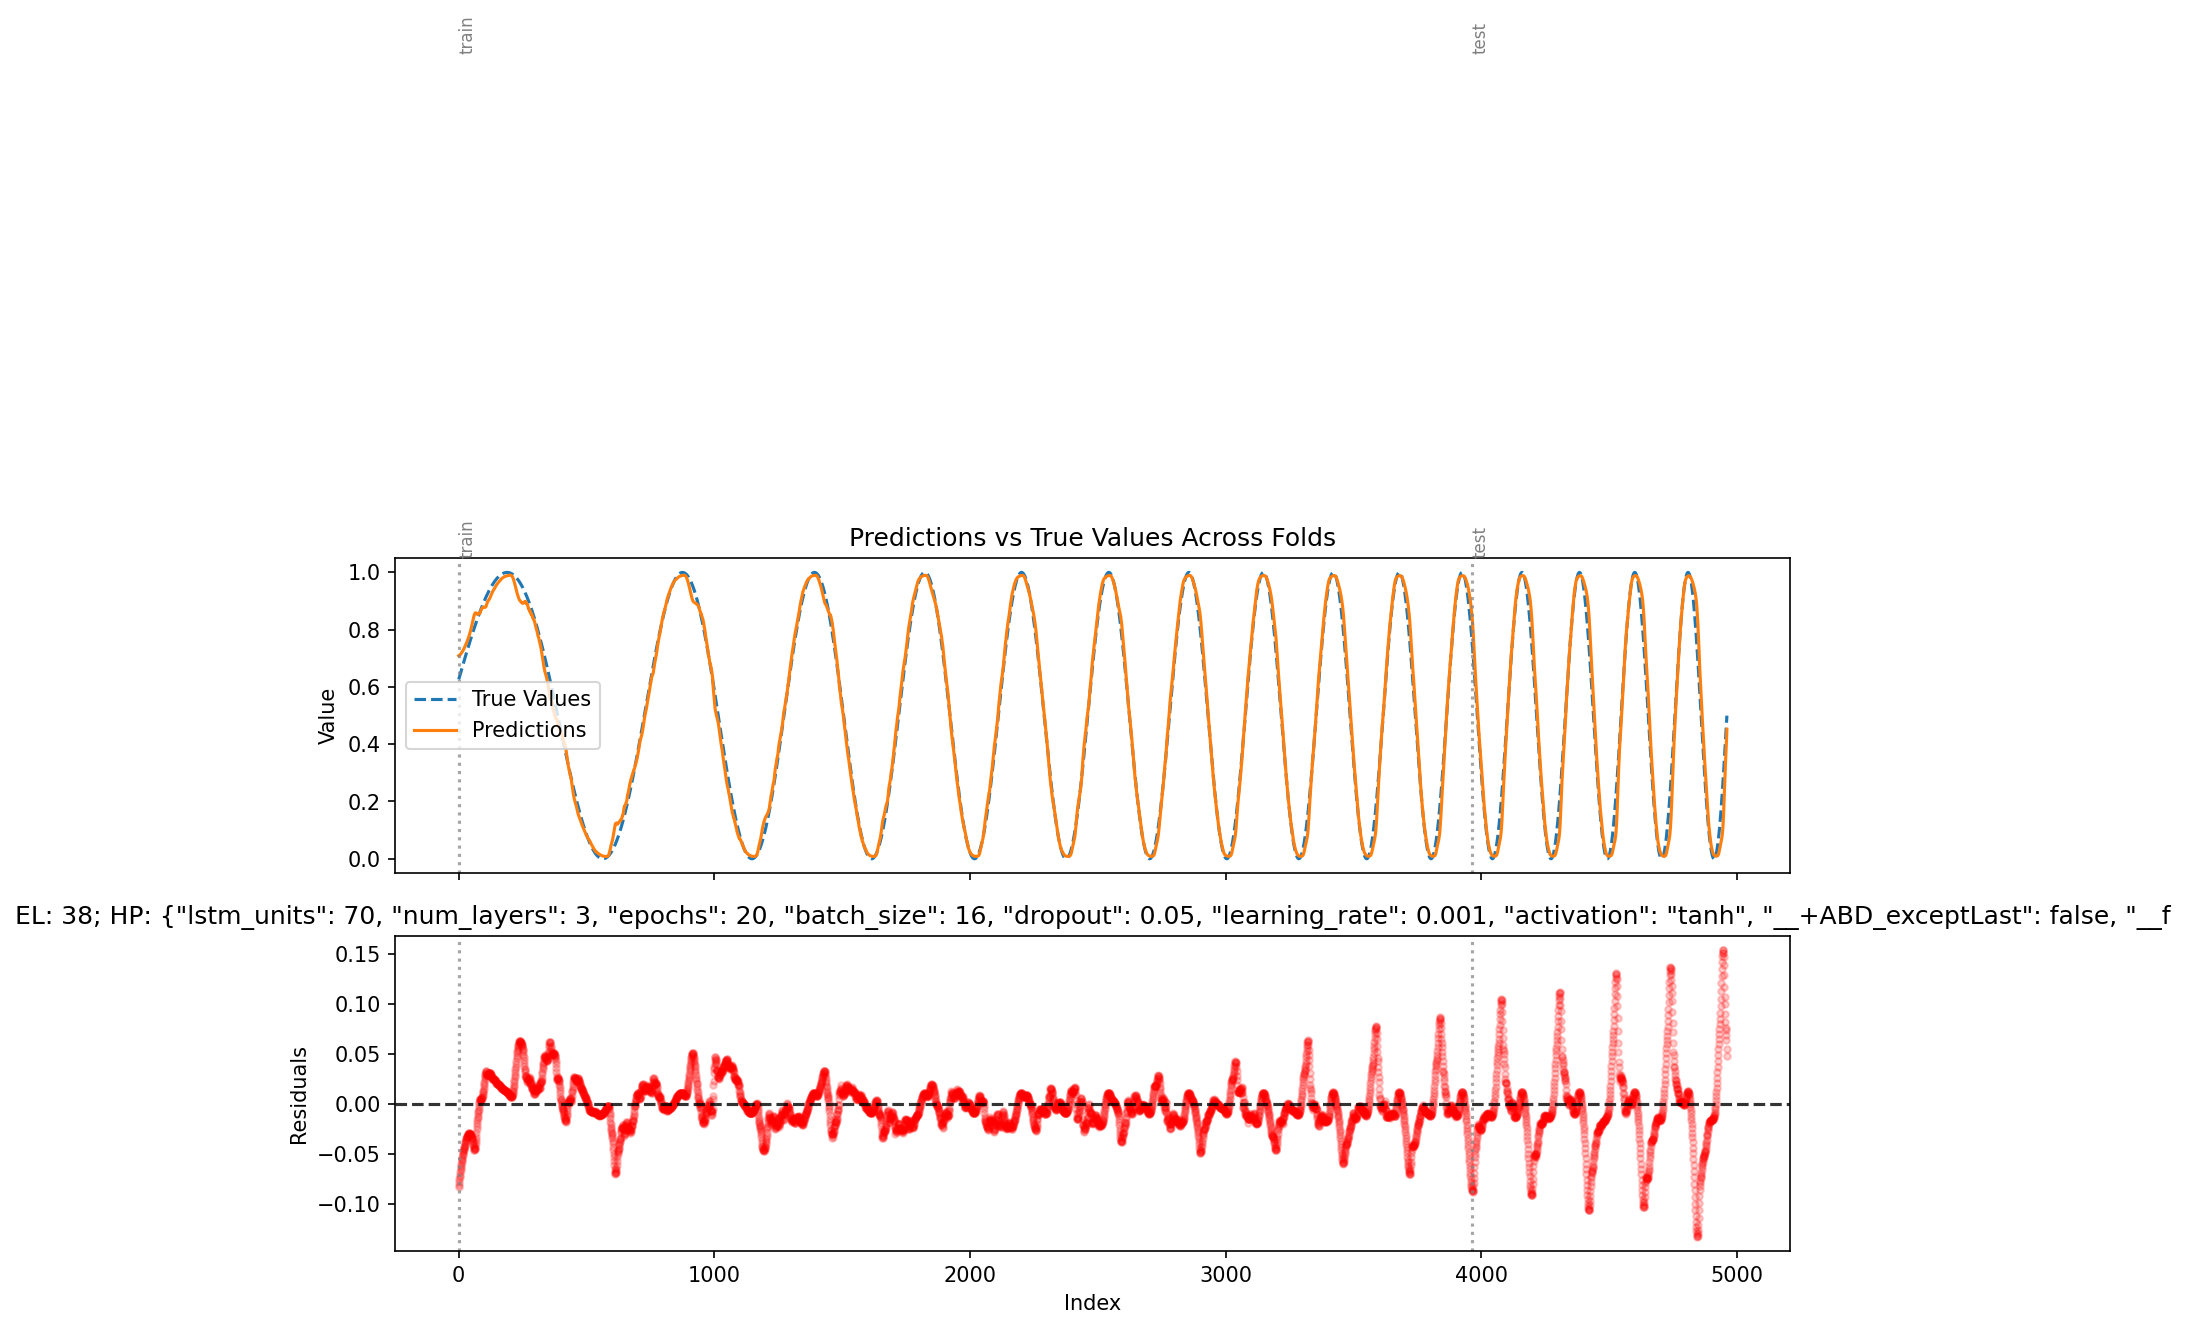 train
test
train
test
Predictions vs True Values Across Folds
Value
1.0
0.8
0.6
0.4
0.2
0.0
True Values
Predictions
EL: 38; HP: {"lstm_units": 70, "num_layers": 3, "epochs": 20, "batch_size": 16, "dropout": 0.05, "learning_rate": 0.001, "activation": "tanh", "__+ABD_exceptLast": false, "__f
Residuals
0.15
0.10
0.05
0.00
−0.05
−0.10
0 1000 2000 3000 4000 5000
Index